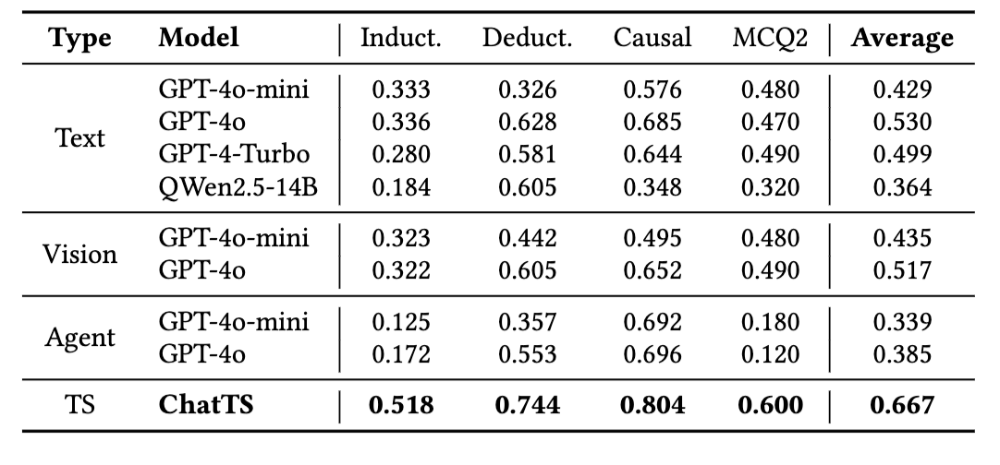 Type Model Induct. Deduct. Causal MCQ2 Average
Text
GPT-4o-mini 0.333 0.326 0.576 0.480 0.429
GPT-4o 0.336 0.628 0.685 0.470 0.530
GPT-4-Turbo 0.280 0.581 0.644 0.490 0.499
QWen2.5-14B 0.184 0.605 0.348 0.320 0.364
Vision
GPT-4o-mini 0.323 0.442 0.495 0.480 0.435
GPT-4o 0.322 0.605 0.652 0.490 0.517
Agent
GPT-4o-mini 0.125 0.357 0.692 0.180 0.339
GPT-4o 0.172 0.553 0.696 0.120 0.385
TS ChatTS 0.518 0.744 0.804 0.600 0.667